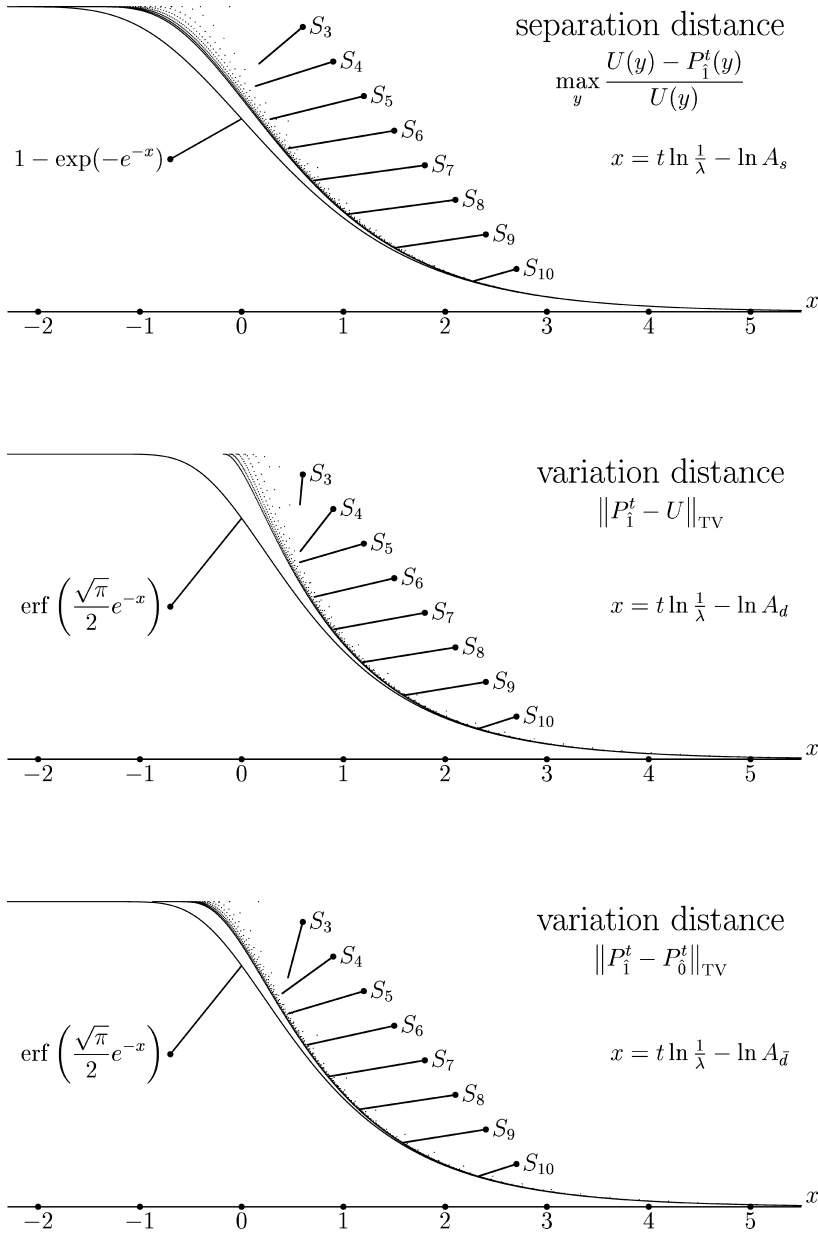 separation distance
max_y (U(y) − P^t_1̂(y)) / U(y)
x = t ln 1/λ − ln A_s
1 − exp(−e^{−x})
S_3
S_4
S_5
S_6
S_7
S_8
S_9
S_10
x
−2 −1 0 1 2 3 4 5
variation distance
‖P^t_1̂ − U‖_TV
x = t ln 1/λ − ln A_d
erf (√π/2 e^{−x})
S_3
S_4
S_5
S_6
S_7
S_8
S_9
S_10
x
−2 −1 0 1 2 3 4 5
variation distance
‖P^t_1̂ − P^t_0̂‖_TV
x = t ln 1/λ − ln A_d̄
erf (√π/2 e^{−x})
S_3
S_4
S_5
S_6
S_7
S_8
S_9
S_10
x
−2 −1 0 1 2 3 4 5